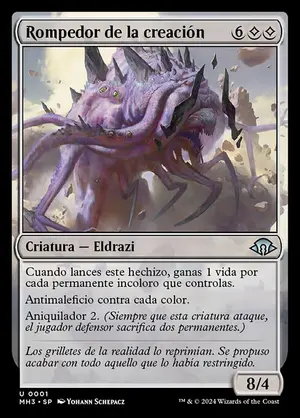 Rompedor de la creación 6
Criatura — Eldrazi
Cuando lances este hechizo, ganas 1 vida por
cada permanente incoloro que controlas.
Antimaleficio contra cada color.
Aniquilador 2. (Siempre que esta criatura ataque,
el jugador defensor sacrifica dos permanentes.)
Los grilletes de la realidad lo reprimían. Se propuso
acabar con todo aquello que lo había restringido.
8/4
U 0001
MH3 • SP YOHANN SCHEPACZ
™ & © 2024 Wizards of the Coast